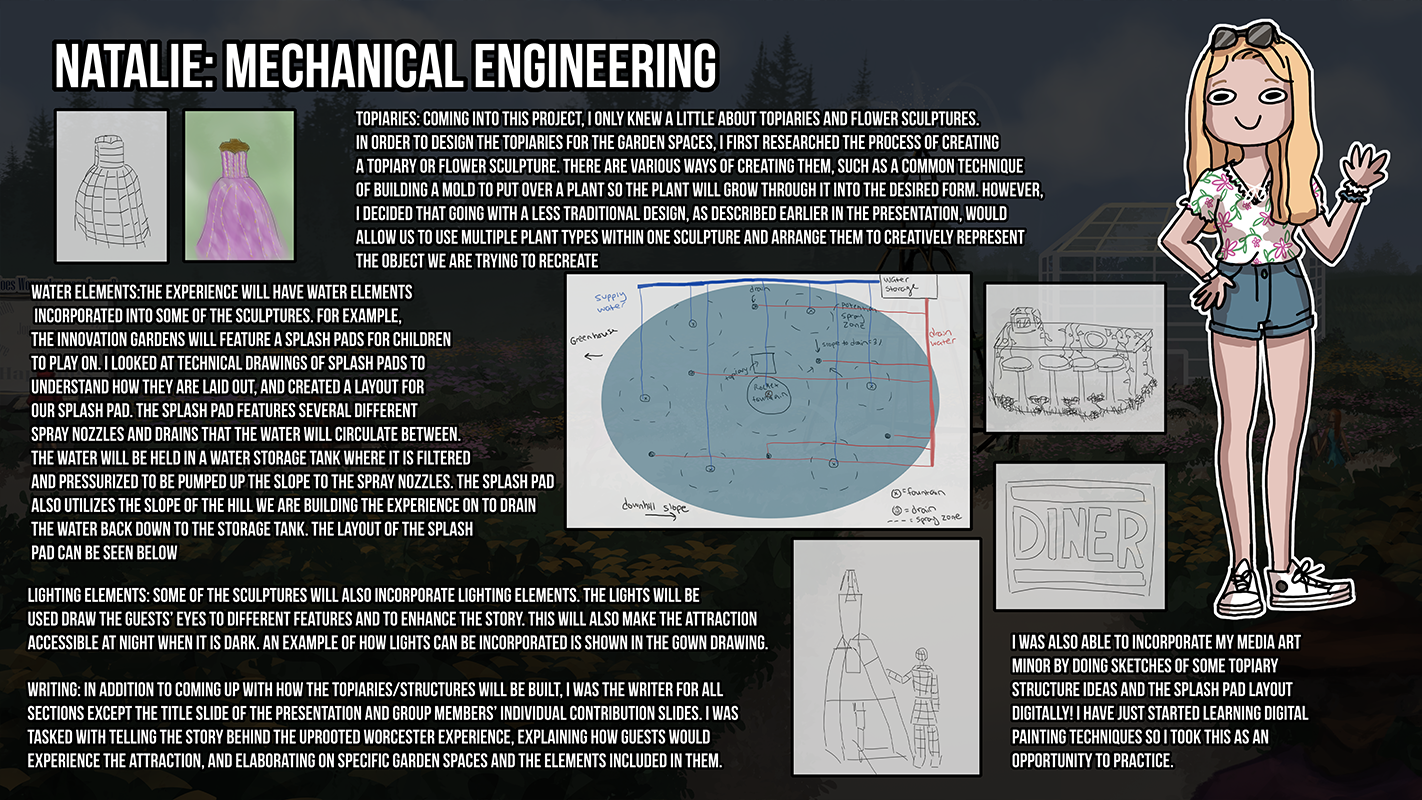 NATALIE: MECHANICAL ENGINEERING
TOPIARIES: COMING INTO THIS PROJECT, I ONLY KNEW A LITTLE ABOUT TOPIARIES AND FLOWER SCULPTURES.
IN ORDER TO DESIGN THE TOPIARIES FOR THE GARDEN SPACES, I FIRST RESEARCHED THE PROCESS OF CREATING
A TOPIARY OR FLOWER SCULPTURE. THERE ARE VARIOUS WAYS OF CREATING THEM, SUCH AS A COMMON TECHNIQUE
OF BUILDING A MOLD TO PUT OVER A PLANT SO THE PLANT WILL GROW THROUGH IT INTO THE DESIRED FORM. HOWEVER,
I DECIDED THAT GOING WITH A LESS TRADITIONAL DESIGN, AS DESCRIBED EARLIER IN THE PRESENTATION, WOULD
ALLOW US TO USE MULTIPLE PLANT TYPES WITHIN ONE SCULPTURE AND ARRANGE THEM TO CREATIVELY REPRESENT
THE OBJECT WE ARE TRYING TO RECREATE
WATER ELEMENTS:THE EXPERIENCE WILL HAVE WATER ELEMENTS
INCORPORATED INTO SOME OF THE SCULPTURES. FOR EXAMPLE,
THE INNOVATION GARDENS WILL FEATURE A SPLASH PADS FOR CHILDREN
TO PLAY ON. I LOOKED AT TECHNICAL DRAWINGS OF SPLASH PADS TO
UNDERSTAND HOW THEY ARE LAID OUT, AND CREATED A LAYOUT FOR
OUR SPLASH PAD. THE SPLASH PAD FEATURES SEVERAL DIFFERENT
SPRAY NOZZLES AND DRAINS THAT THE WATER WILL CIRCULATE BETWEEN.
THE WATER WILL BE HELD IN A WATER STORAGE TANK WHERE IT IS FILTERED
AND PRESSURIZED TO BE PUMPED UP THE SLOPE TO THE SPRAY NOZZLES. THE SPLASH PAD
ALSO UTILIZES THE SLOPE OF THE HILL WE ARE BUILDING THE EXPERIENCE ON TO DRAIN
THE WATER BACK DOWN TO THE STORAGE TANK. THE LAYOUT OF THE SPLASH
PAD CAN BE SEEN BELOW
Supply
water
drain
water
storage
potential
spray
zone
Greenhouse
slope to drain
drain
water
topiary
Rocket
fountain
downhill slope
= fountain
= drain
= spray zone
DINER
LIGHTING ELEMENTS: SOME OF THE SCULPTURES WILL ALSO INCORPORATE LIGHTING ELEMENTS. THE LIGHTS WILL BE
USED DRAW THE GUESTS' EYES TO DIFFERENT FEATURES AND TO ENHANCE THE STORY. THIS WILL ALSO MAKE THE ATTRACTION
ACCESSIBLE AT NIGHT WHEN IT IS DARK. AN EXAMPLE OF HOW LIGHTS CAN BE INCORPORATED IS SHOWN IN THE GOWN DRAWING.
WRITING: IN ADDITION TO COMING UP WITH HOW THE TOPIARIES/STRUCTURES WILL BE BUILT, I WAS THE WRITER FOR ALL
SECTIONS EXCEPT THE TITLE SLIDE OF THE PRESENTATION AND GROUP MEMBERS' INDIVIDUAL CONTRIBUTION SLIDES. I WAS
TASKED WITH TELLING THE STORY BEHIND THE UPROOTED WORCESTER EXPERIENCE, EXPLAINING HOW GUESTS WOULD
EXPERIENCE THE ATTRACTION, AND ELABORATING ON SPECIFIC GARDEN SPACES AND THE ELEMENTS INCLUDED IN THEM.
I WAS ALSO ABLE TO INCORPORATE MY MEDIA ART
MINOR BY DOING SKETCHES OF SOME TOPIARY
STRUCTURE IDEAS AND THE SPLASH PAD LAYOUT
DIGITALLY! I HAVE JUST STARTED LEARNING DIGITAL
PAINTING TECHNIQUES SO I TOOK THIS AS AN
OPPORTUNITY TO PRACTICE.